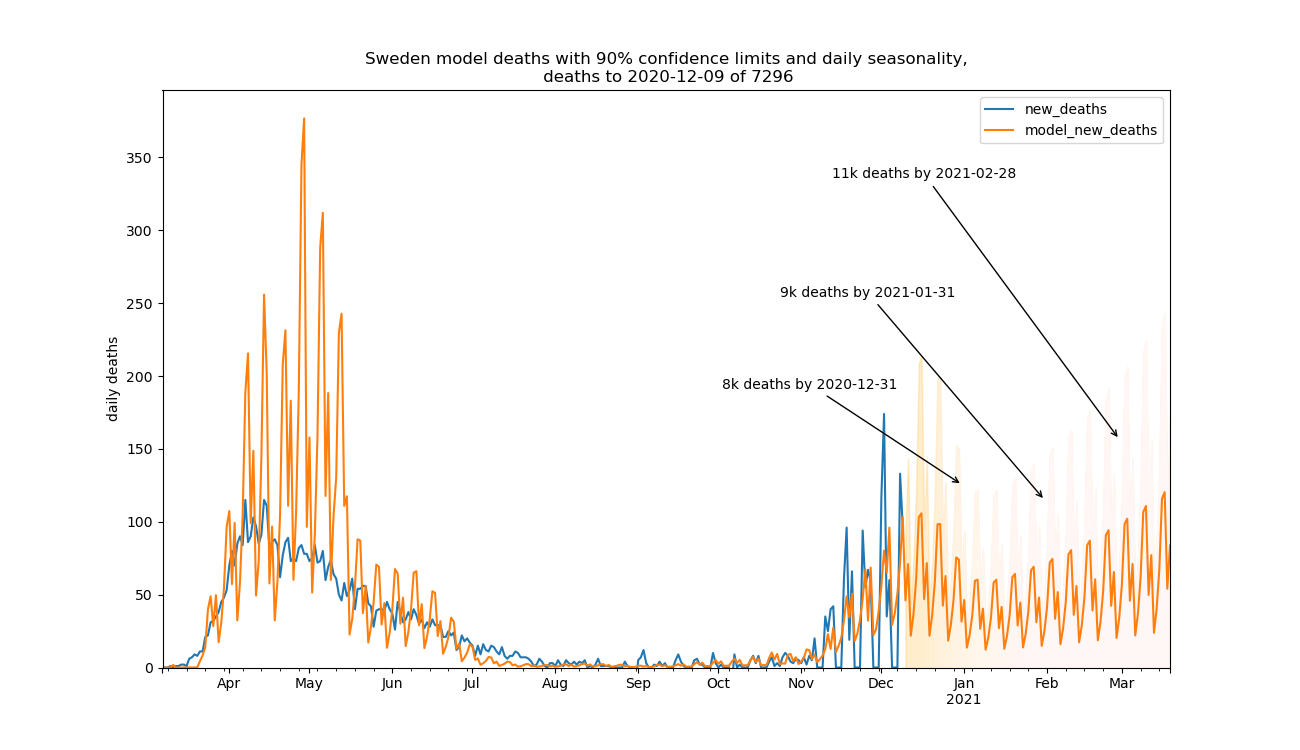 Sweden model deaths with 90% confidence limits and daily seasonality,
deaths to 2020-12-09 of 7296
new_deaths
model_new_deaths
11k deaths by 2021-02-28
9k deaths by 2021-01-31
8k deaths by 2020-12-31
daily deaths
350
300
250
200
150
100
50
0
Apr May Jun Jul Aug Sep Oct Nov Dec Jan Feb Mar
2021